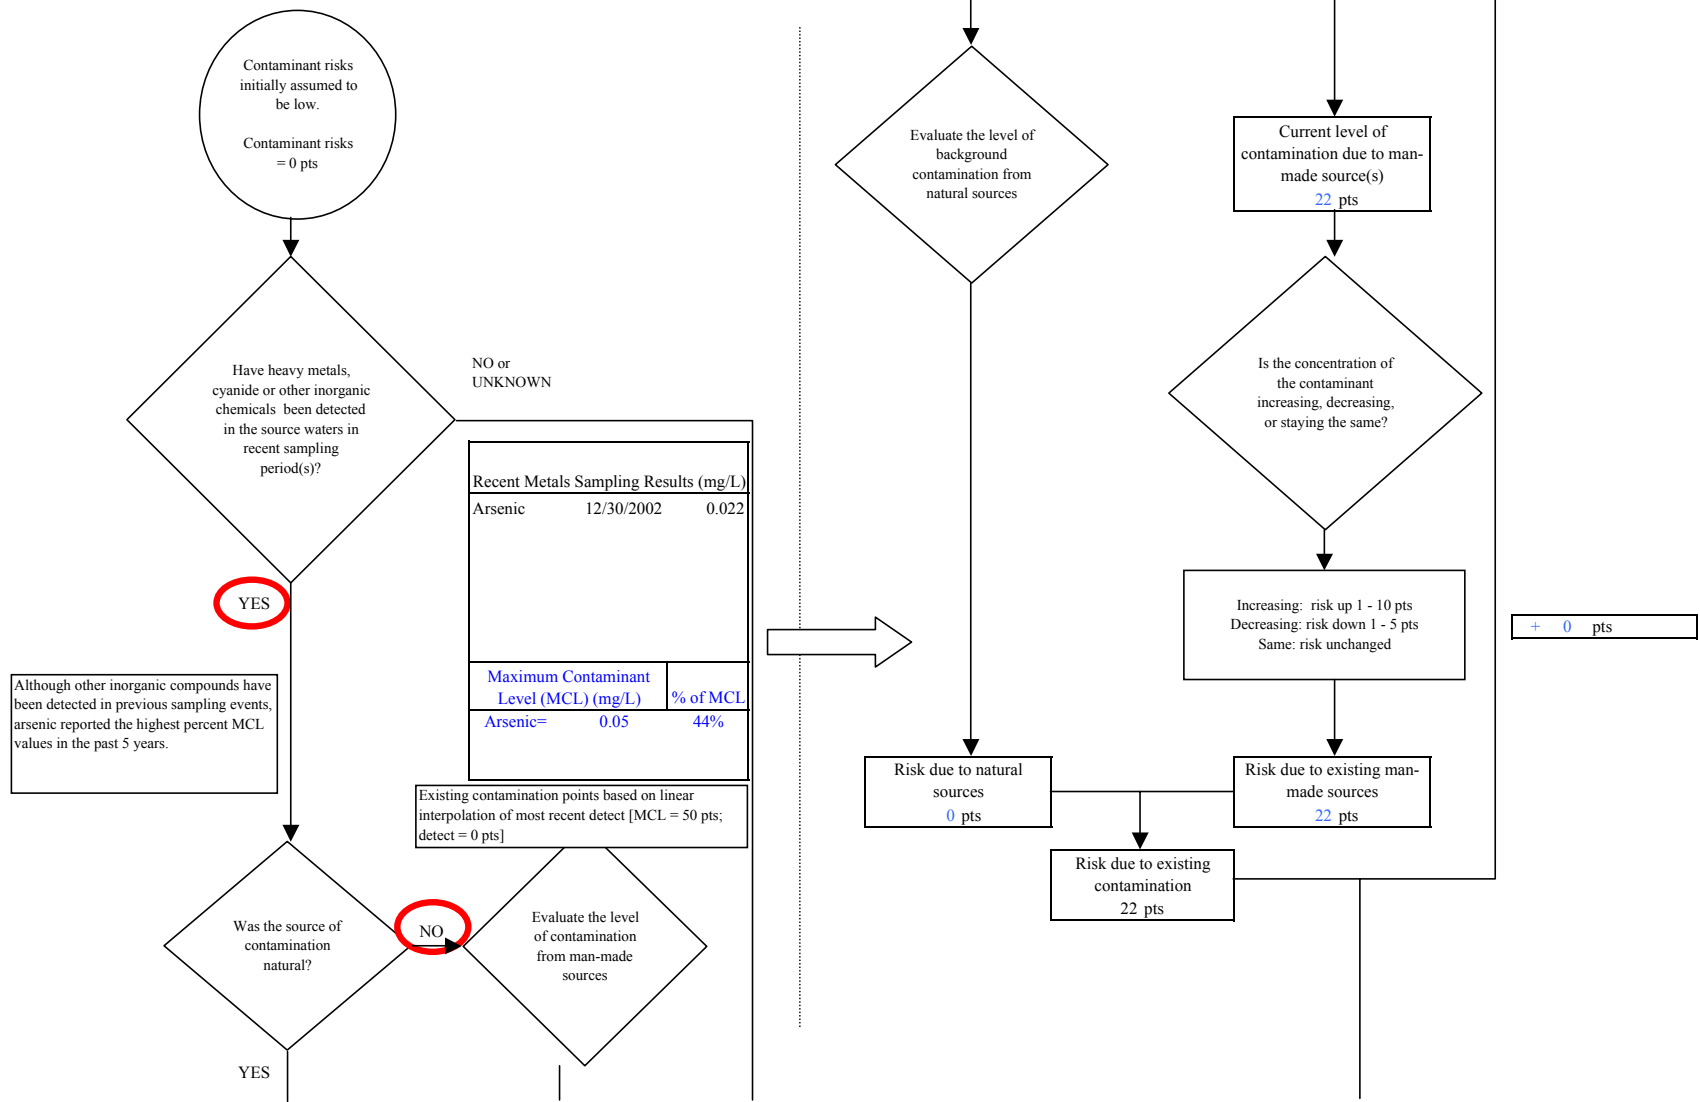 Contaminant risks
initially assumed to
be low.
Contaminant risks
= 0 pts
Have heavy metals,
cyanide or other inorganic
chemicals been detected
in the source waters in
recent sampling
period(s)?
NO or
UNKNOWN
Recent Metals Sampling Results (mg/L)
Arsenic 12/30/2002 0.022
Maximum Contaminant
Level (MCL) (mg/L) % of MCL
Arsenic= 0.05 44%
YES
Although other inorganic compounds have
been detected in previous sampling events,
arsenic reported the highest percent MCL
values in the past 5 years.
Existing contamination points based on linear
interpolation of most recent detect [MCL = 50 pts;
detect = 0 pts]
Was the source of
contamination
natural?
NO
Evaluate the level
of contamination
from man-made
sources
YES
Evaluate the level of
background
contamination from
natural sources
Current level of
contamination due to man-
made source(s)
22 pts
Is the concentration of
the contaminant
increasing, decreasing,
or staying the same?
Increasing: risk up 1 - 10 pts
Decreasing: risk down 1 - 5 pts
Same: risk unchanged
+ 0 pts
Risk due to natural
sources
0 pts
Risk due to existing man-
made sources
22 pts
Risk due to existing
contamination
22 pts